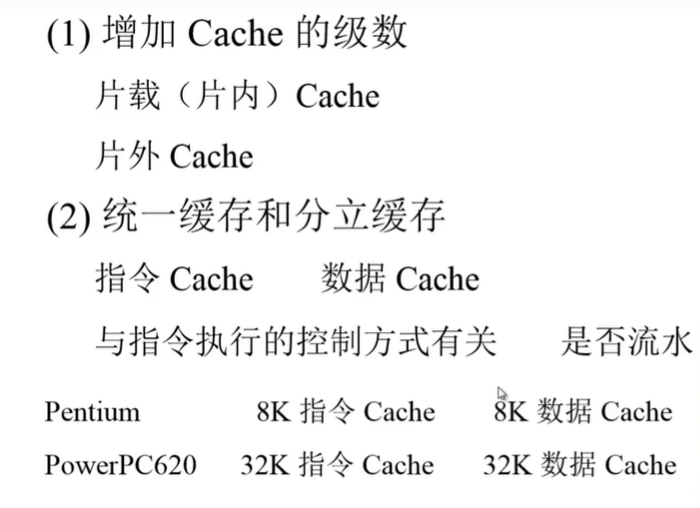 (1) 增加 Cache 的级数
片载（片内）Cache
片外 Cache
(2) 统一缓存和分立缓存
指令 Cache 数据 Cache
与指令执行的控制方式有关 是否流水
Pentium 8K 指令 Cache 8K 数据 Cache
PowerPC620 32K 指令 Cache 32K 数据 Cache